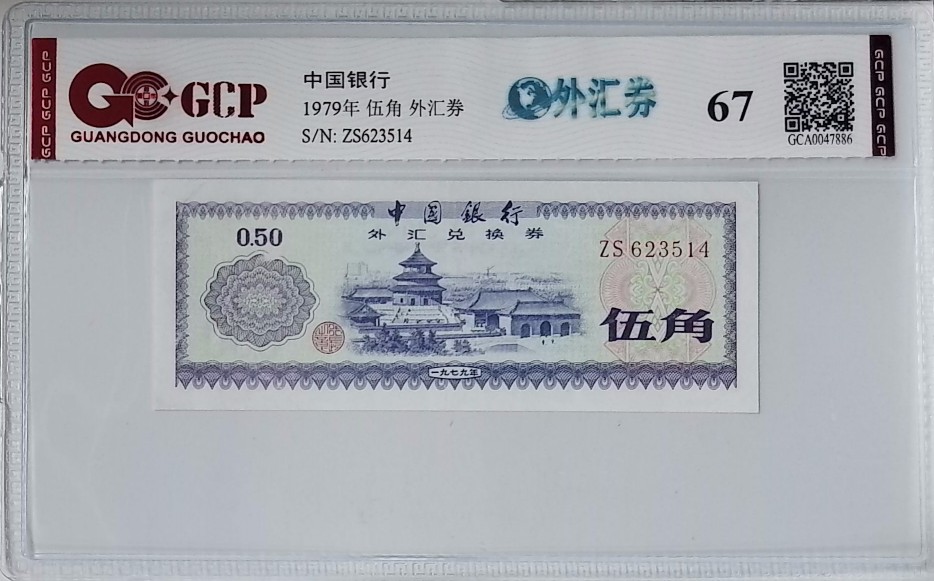 GCP GCP GCP
GCP
GUANGDONG GUOCHAO
中国银行
1979年 伍角 外汇券
S/N: ZS623514
外汇券
67
GCA0047886
GCP GCP GCP
中国銀行
外汇兑换券
0.50
ZS 623514
伍角
一九七九年